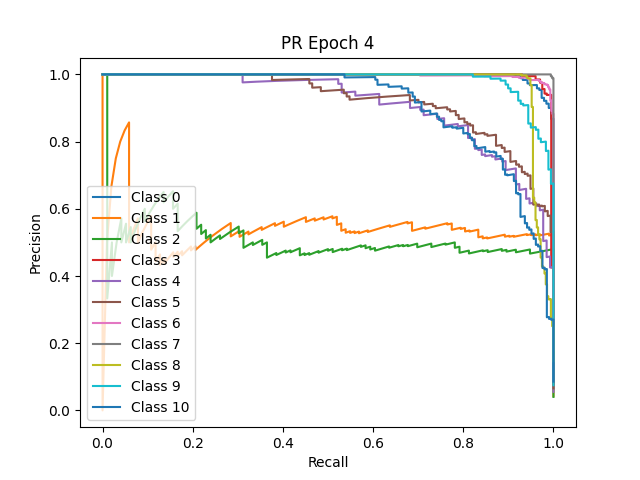 PR Epoch 4
Precision
1.0
0.8
0.6
0.4
0.2
0.0
Class 0
Class 1
Class 2
Class 3
Class 4
Class 5
Class 6
Class 7
Class 8
Class 9
Class 10
0.0 0.2 0.4 0.6 0.8 1.0
Recall